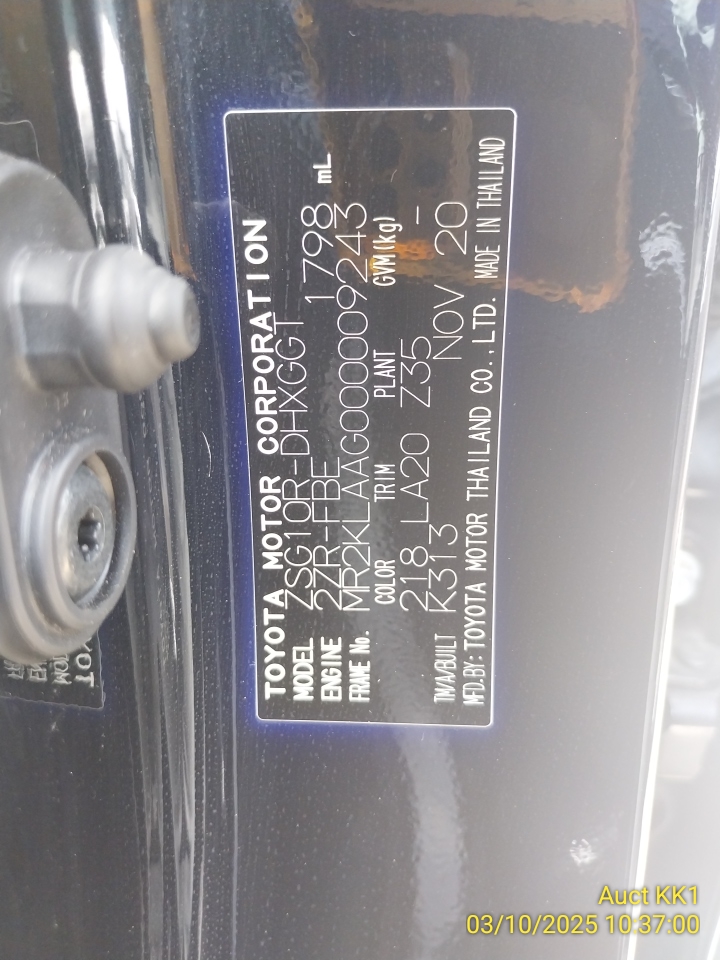 TOYOTA MOTOR CORPORATION
MODEL ZSG10R-DHXGGT
ENGINE 2ZR-FBE 1798 mL
FRAME No. MR2KLAAG000009243
COLOR TRIM PLANT GVM(kg)
218 LA20 Z35 -
TM/A/BUILT K313 NOV 20
MFD.BY: TOYOTA MOTOR THAILAND CO., LTD. MADE IN THAILAND
Auct KK1
03/10/2025 10:37:00